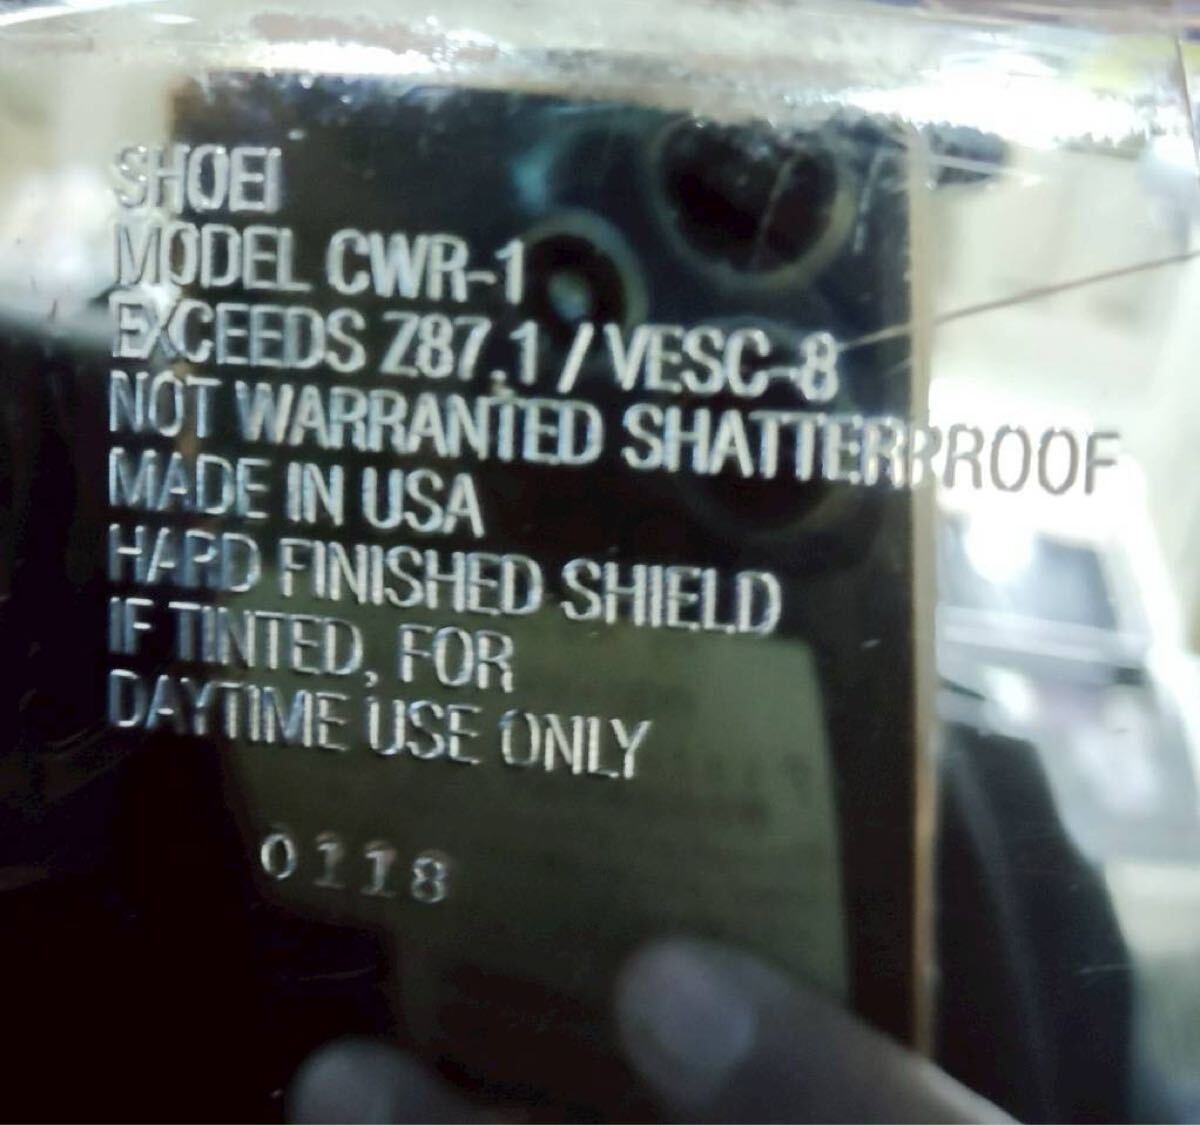 SHOEI
MODEL CWR-1
EXCEEDS Z87.1 / VESC-8
NOT WARRANTED SHATTERPROOF
MADE IN USA
HARD FINISHED SHIELD
IF TINTED, FOR
DAYTIME USE ONLY
0118